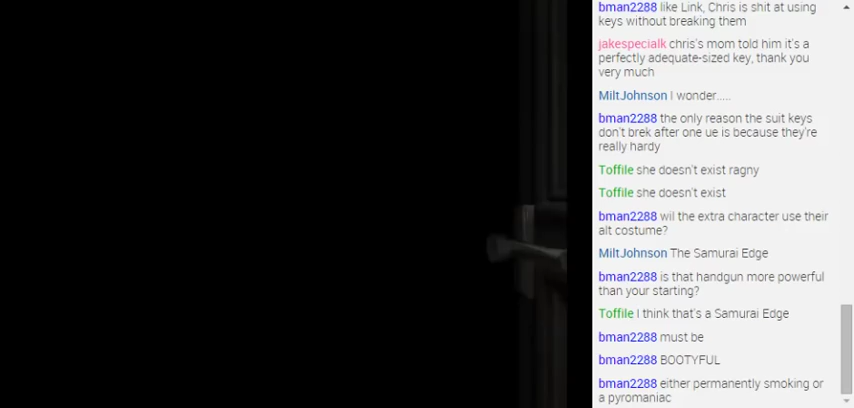 bman2288 like Link, Chris is shit at using
keys without breaking them
jakespecialk chris's mom told him it's a
perfectly adequate-sized key, thank you
very much
MiltJohnson I wonder.....
bman2288 the only reason the suit keys
don't brek after one ue is because they're
really hardy
Toffile she doesn't exist ragny
Toffile she doesn't exist
bman2288 wil the extra character use their
alt costume?
MiltJohnson The Samurai Edge
bman2288 is that handgun more powerful
than your starting?
Toffile I think that's a Samurai Edge
bman2288 must be
bman2288 BOOTYFUL
bman2288 either permanently smoking or
a pyromaniac